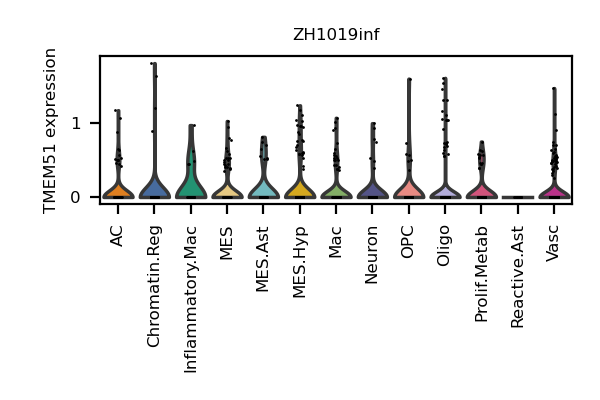 ZH1019inf
TMEM51 expression
1
0
AC
Chromatin.Reg
Inflammatory.Mac
MES
MES.Ast
MES.Hyp
Mac
Neuron
OPC
Oligo
Prolif.Metab
Reactive.Ast
Vasc